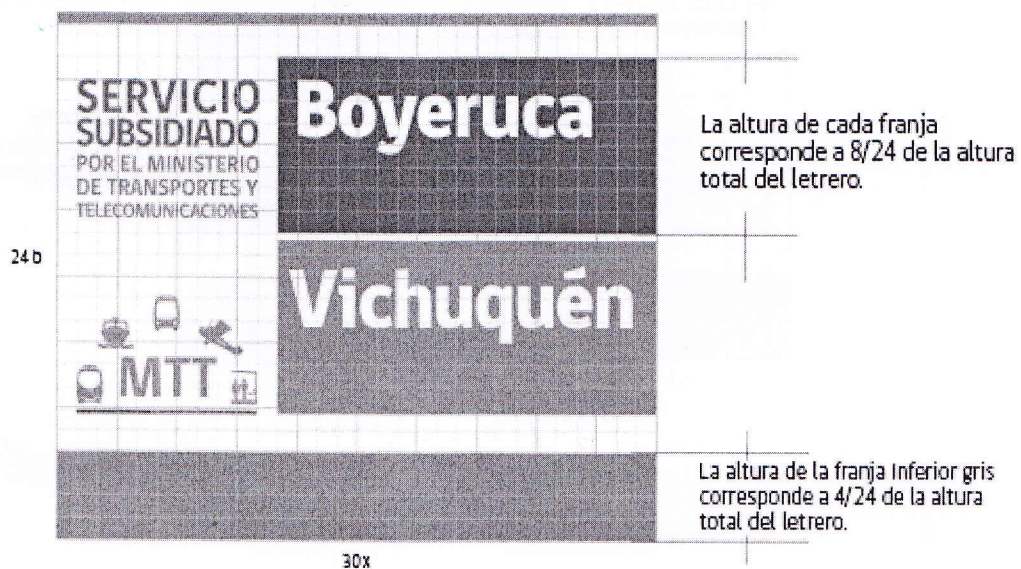 SERVICIO
SUBSIDIADO
POR EL MINISTERIO
DE TRANSPORTES Y
TELECOMUNICACIONES
MTT
Boyeruca
Vichuquén
24 b
30x
La altura de cada franja
corresponde a 8/24 de la altura
total del letrero.
La altura de la franja Inferior gris
corresponde a 4/24 de la altura
total del letrero.